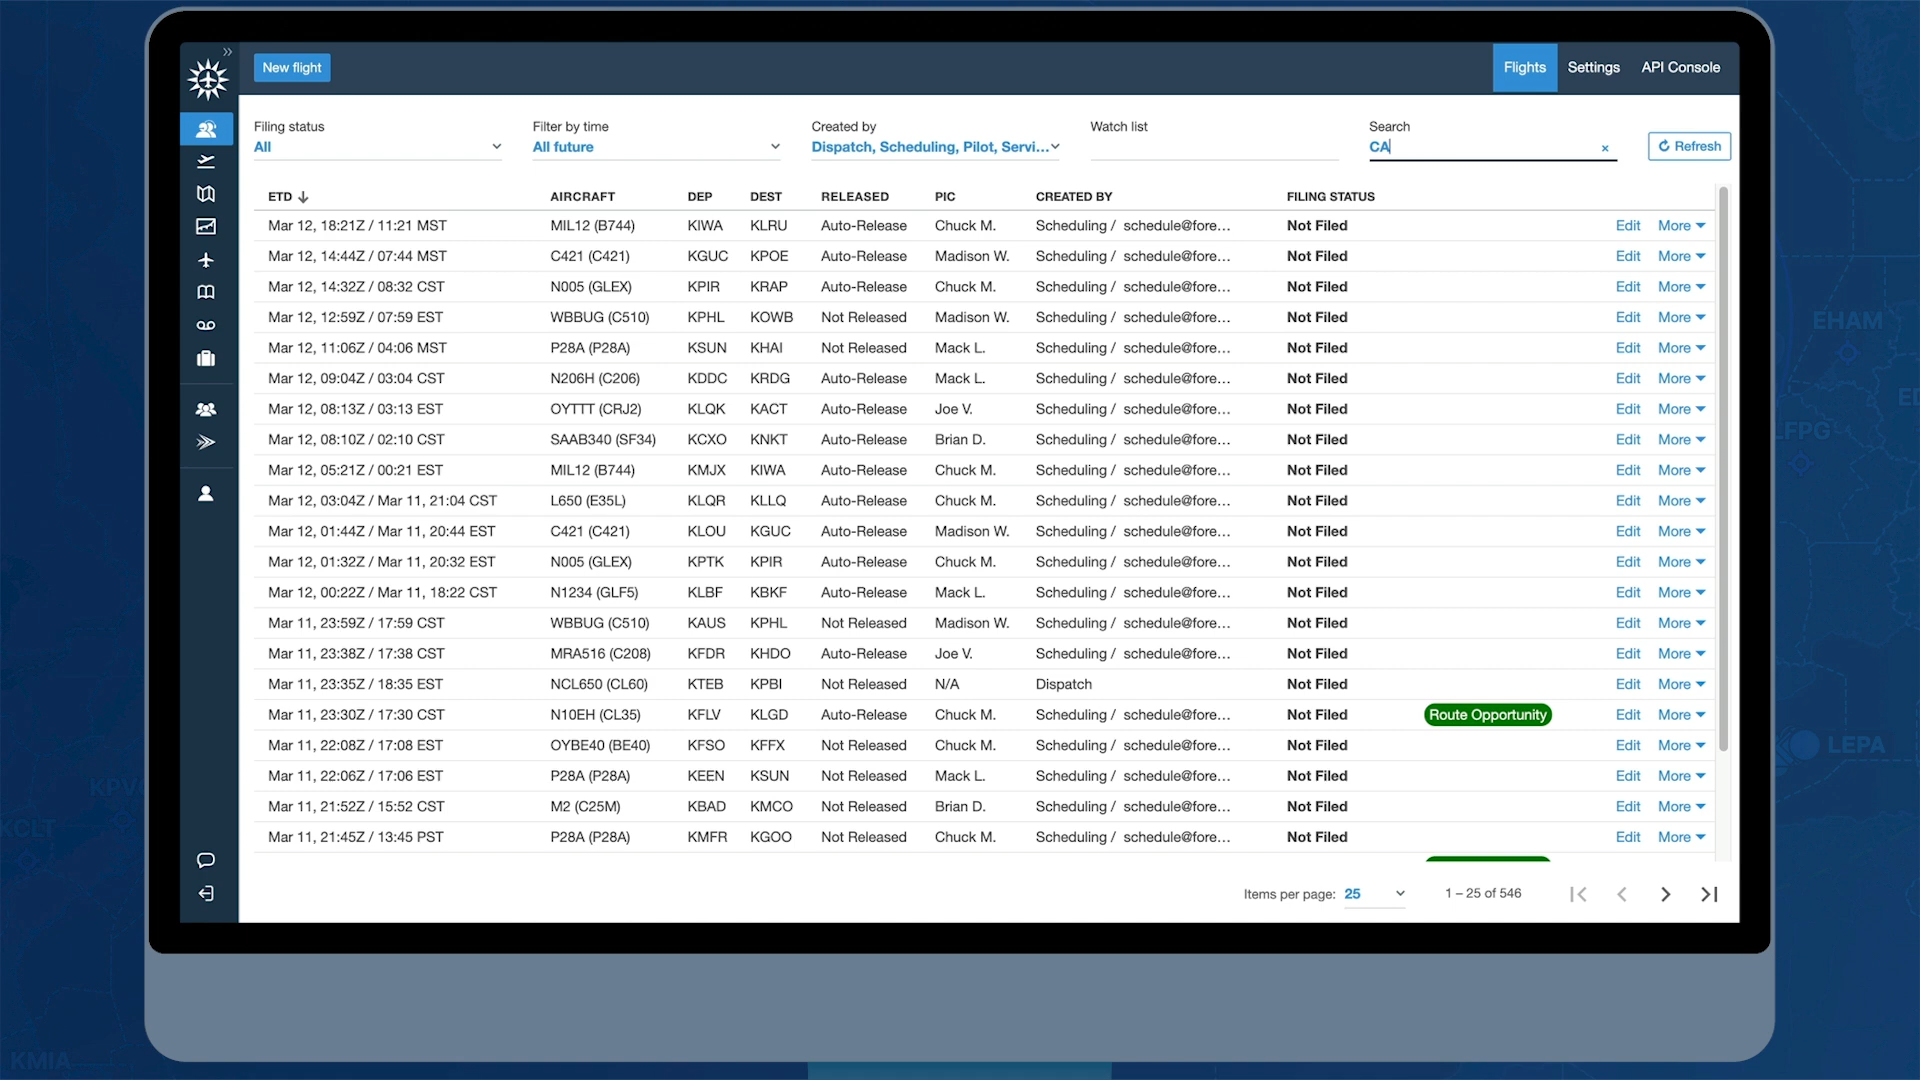 New flight
Flights Settings API Console
Filing status Filter by time Created by Watch list Search
All All future Dispatch, Scheduling, Pilot, Servi... CA × Refresh
ETD AIRCRAFT DEP DEST RELEASED PIC CREATED BY FILING STATUS
Mar 12, 18:21Z / 11:21 MST MIL12 (B744) KIWA KLRU Auto-Release Chuck M. Scheduling / schedule@fore... Not Filed Edit More
Mar 12, 14:44Z / 07:44 MST C421 (C421) KGUC KPOE Auto-Release Madison W. Scheduling / schedule@fore... Not Filed Edit More
Mar 12, 14:32Z / 08:32 CST N005 (GLEX) KPIR KRAP Auto-Release Chuck M. Scheduling / schedule@fore... Not Filed Edit More
Mar 12, 12:59Z / 07:59 EST WBBUG (C510) KPHL KOWB Not Released Madison W. Scheduling / schedule@fore... Not Filed Edit More
Mar 12, 11:06Z / 04:06 MST P28A (P28A) KSUN KHAI Not Released Mack L. Scheduling / schedule@fore... Not Filed Edit More
Mar 12, 09:04Z / 03:04 CST N206H (C206) KDDC KRDG Auto-Release Mack L. Scheduling / schedule@fore... Not Filed Edit More
Mar 12, 08:13Z / 03:13 EST OYTTT (CRJ2) KLQK KACT Auto-Release Joe V. Scheduling / schedule@fore... Not Filed Edit More
Mar 12, 08:10Z / 02:10 CST SAAB340 (SF34) KCXO KNKT Auto-Release Brian D. Scheduling / schedule@fore... Not Filed Edit More
Mar 12, 05:21Z / 00:21 EST MIL12 (B744) KMJX KIWA Auto-Release Chuck M. Scheduling / schedule@fore... Not Filed Edit More
Mar 12, 03:04Z / Mar 11, 21:04 CST L650 (E35L) KLQR KLLQ Auto-Release Chuck M. Scheduling / schedule@fore... Not Filed Edit More
Mar 12, 01:44Z / Mar 11, 20:44 EST C421 (C421) KLOU KGUC Auto-Release Madison W. Scheduling / schedule@fore... Not Filed Edit More
Mar 12, 01:32Z / Mar 11, 20:32 EST N005 (GLEX) KPTK KPIR Auto-Release Chuck M. Scheduling / schedule@fore... Not Filed Edit More
Mar 12, 00:22Z / Mar 11, 18:22 CST N1234 (GLF5) KLBF KBKF Auto-Release Mack L. Scheduling / schedule@fore... Not Filed Edit More
Mar 11, 23:59Z / 17:59 CST WBBUG (C510) KAUS KPHL Not Released Madison W. Scheduling / schedule@fore... Not Filed Edit More
Mar 11, 23:38Z / 17:38 CST MRA516 (C208) KFDR KHDO Auto-Release Joe V. Scheduling / schedule@fore... Not Filed Edit More
Mar 11, 23:35Z / 18:35 EST NCL650 (CL60) KTEB KPBI Not Released N/A Dispatch Not Filed Edit More
Mar 11, 23:30Z / 17:30 CST N10EH (CL35) KFLV KLGD Auto-Release Chuck M. Scheduling / schedule@fore... Not Filed Route Opportunity Edit More
Mar 11, 22:08Z / 17:08 EST OYBE40 (BE40) KFSO KFFX Not Released Chuck M. Scheduling / schedule@fore... Not Filed Edit More
Mar 11, 22:06Z / 17:06 EST P28A (P28A) KEEN KSUN Not Released Mack L. Scheduling / schedule@fore... Not Filed Edit More
Mar 11, 21:52Z / 15:52 CST M2 (C25M) KBAD KMCO Not Released Brian D. Scheduling / schedule@fore... Not Filed Edit More
Mar 11, 21:45Z / 13:45 PST P28A (P28A) KMFR KGOO Not Released Chuck M. Scheduling / schedule@fore... Not Filed Edit More
Items per page: 25 1 – 25 of 546
EHAM
LFPG
LEPA
KCLT
KMIA